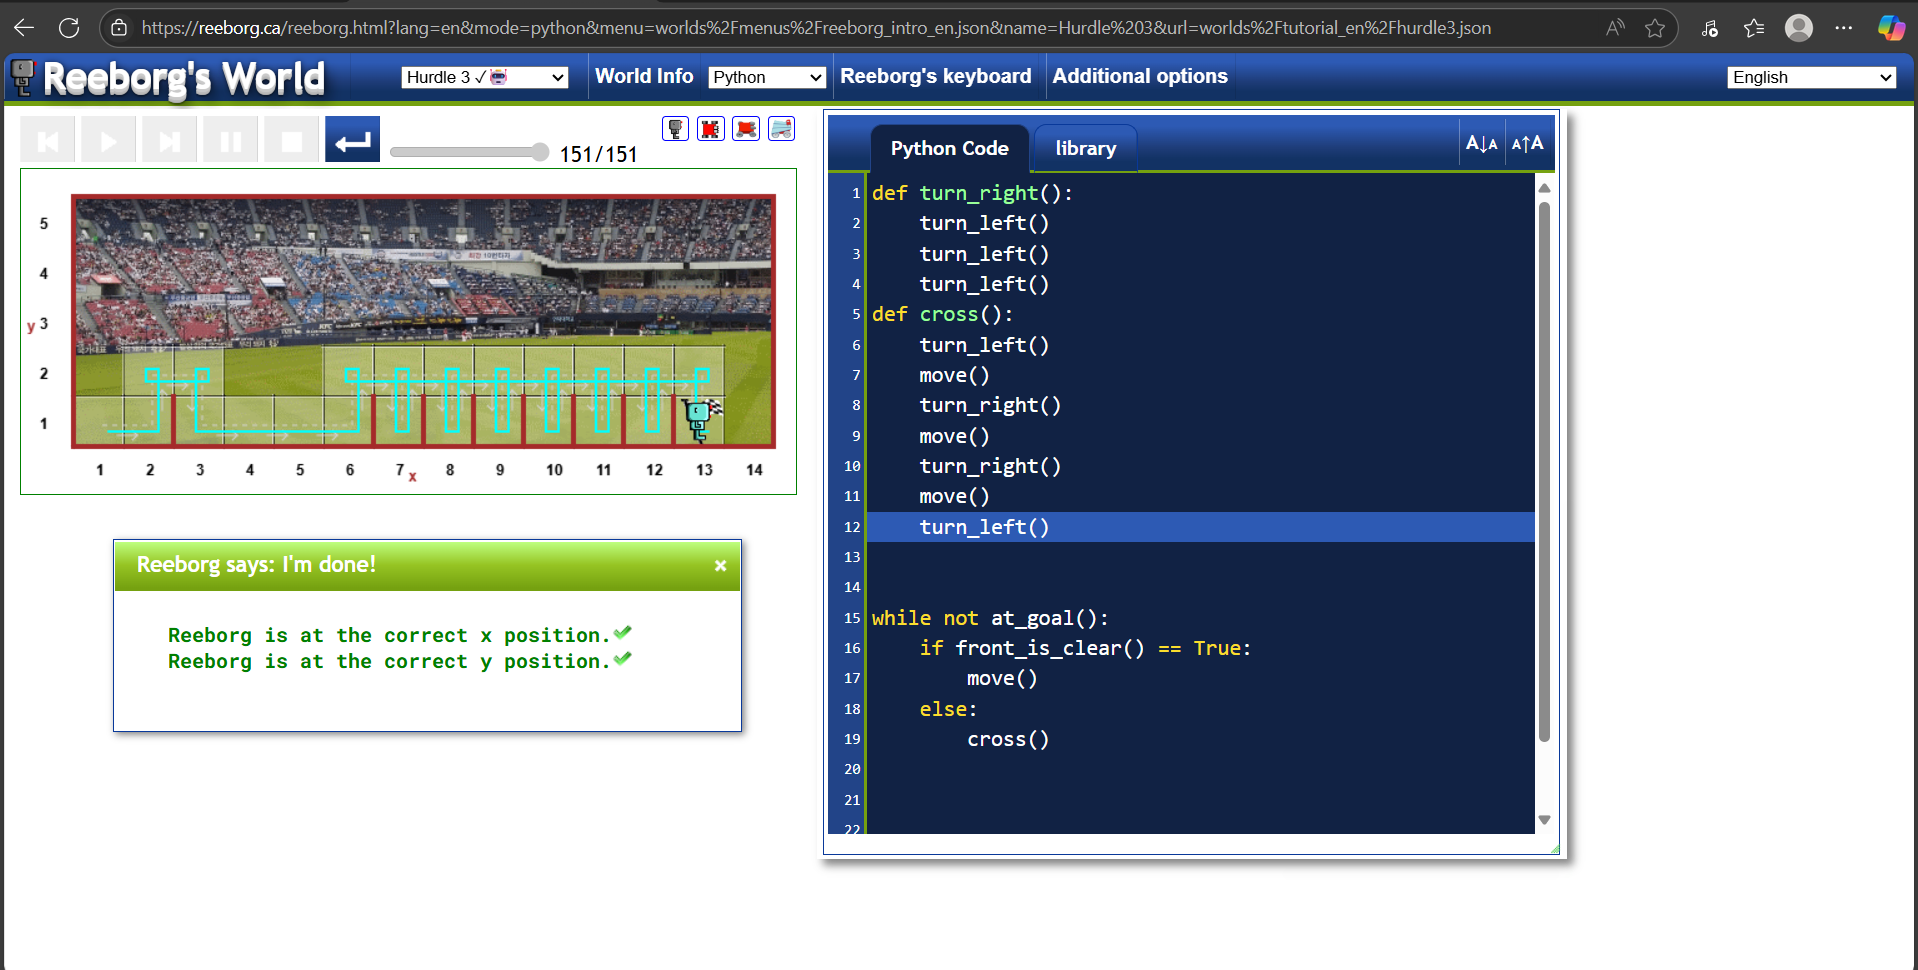 https://reeborg.ca/reeborg.html?lang=en&mode=python&menu=worlds%2Fmenus%2Freeborg_intro_en.json&name=Hurdle%203&url=worlds%2Ftutorial_en%2Fhurdle3.json
Reeborg's World
Hurdle 3 ✓
World Info
Python
Reeborg's keyboard
Additional options
English
151/151
Python Code
library
A↓A
A↑A
5
4
y 3
2
1
1 2 3 4 5 6 7 x 8 9 10 11 12 13 14
Reeborg says: I'm done!
×
Reeborg is at the correct x position.
Reeborg is at the correct y position.
1 def turn_right():
2 turn_left()
3 turn_left()
4 turn_left()
5 def cross():
6 turn_left()
7 move()
8 turn_right()
9 move()
10 turn_right()
11 move()
12 turn_left()
13
14
15 while not at_goal():
16 if front_is_clear() == True:
17 move()
18 else:
19 cross()
20
21
22